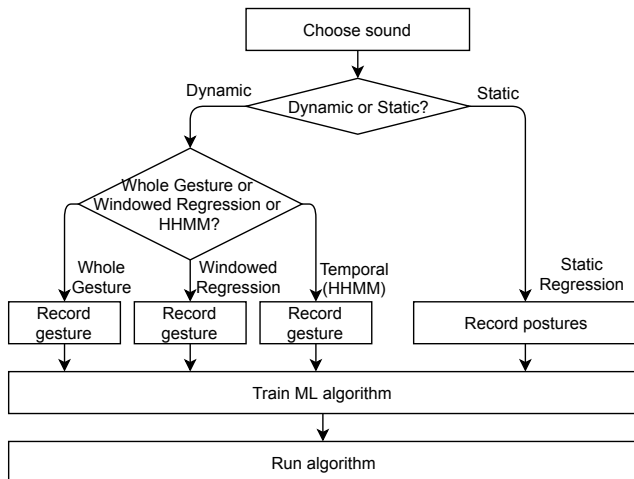 Choose sound
Dynamic
Dynamic or Static?
Static
Whole Gesture or
Windowed Regression or
HHMM?
Whole
Gesture
Windowed
Regression
Temporal
(HHMM)
Static
Regression
Record
gesture
Record
gesture
Record
gesture
Record postures
Train ML algorithm
Run algorithm